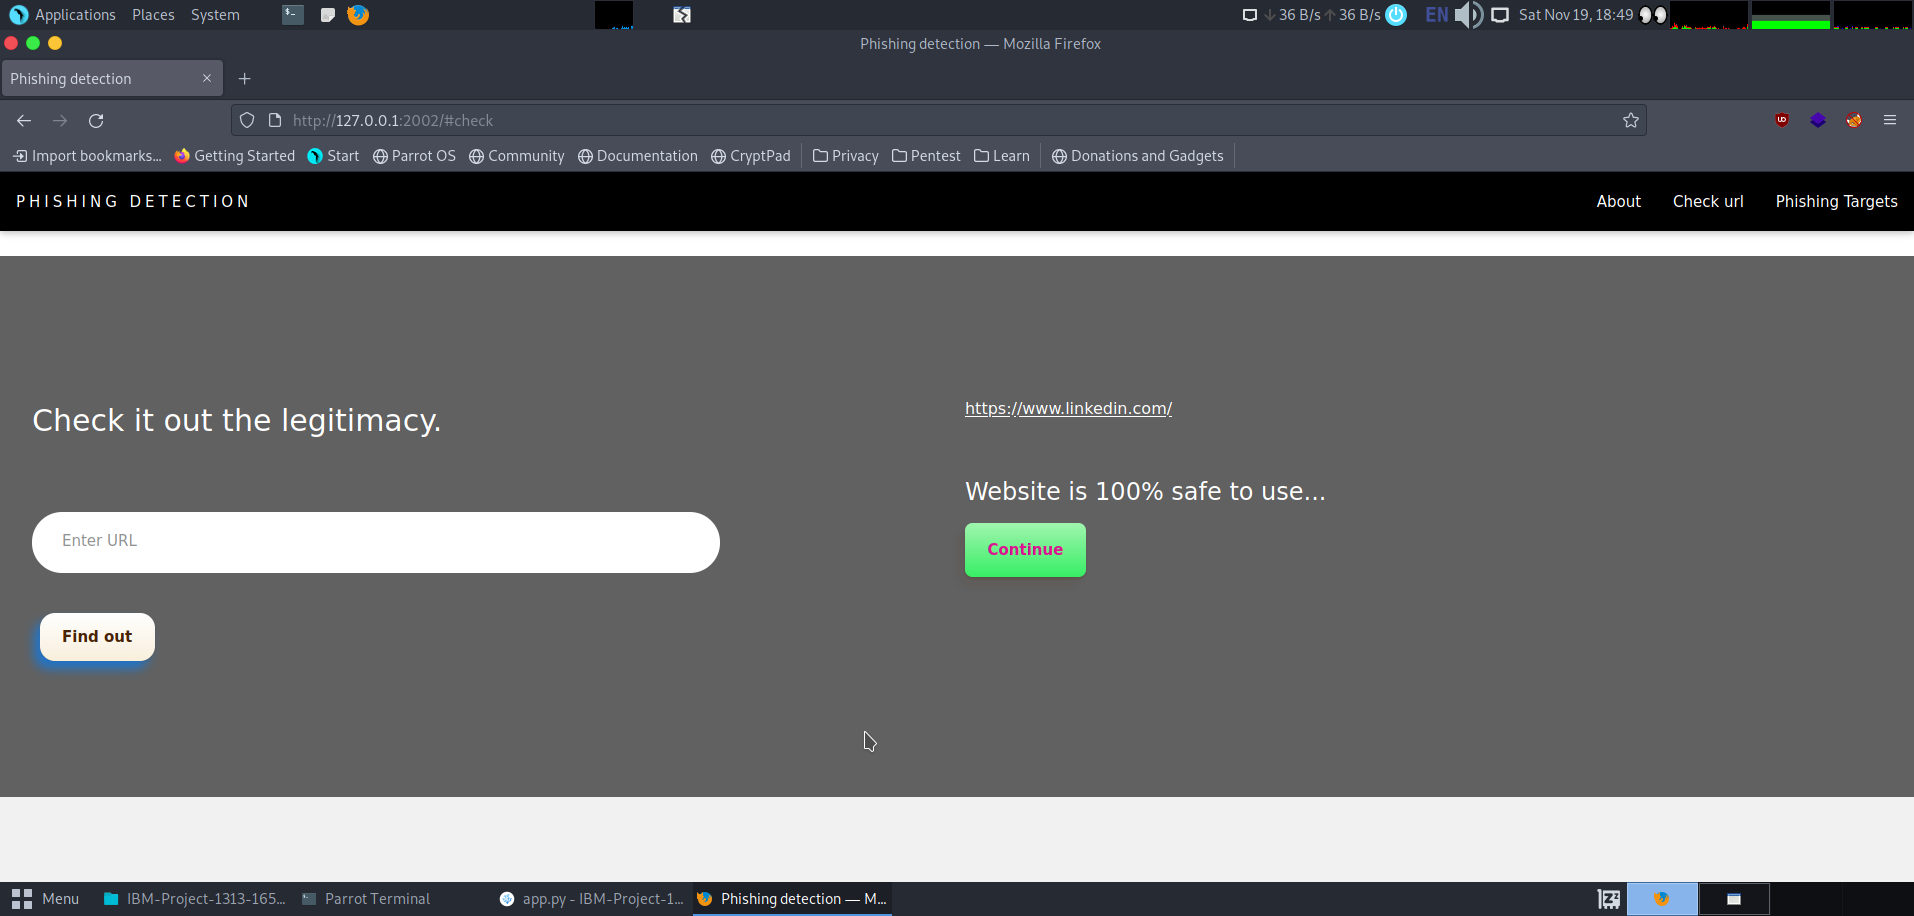 Applications Places System 36 B/s 36 B/s EN Sat Nov 19, 18:49
Phishing detection — Mozilla Firefox
Phishing detection
http://127.0.0.1:2002/#check
Import bookmarks... Getting Started Start Parrot OS Community Documentation CryptPad Privacy Pentest Learn Donations and Gadgets
PHISHING DETECTION About Check url Phishing Targets
https://www.linkedin.com/
Check it out the legitimacy.
Website is 100% safe to use...
Enter URL
Continue
Find out
Menu IBM-Project-1313-165... Parrot Terminal app.py - IBM-Project-1... Phishing detection — M...